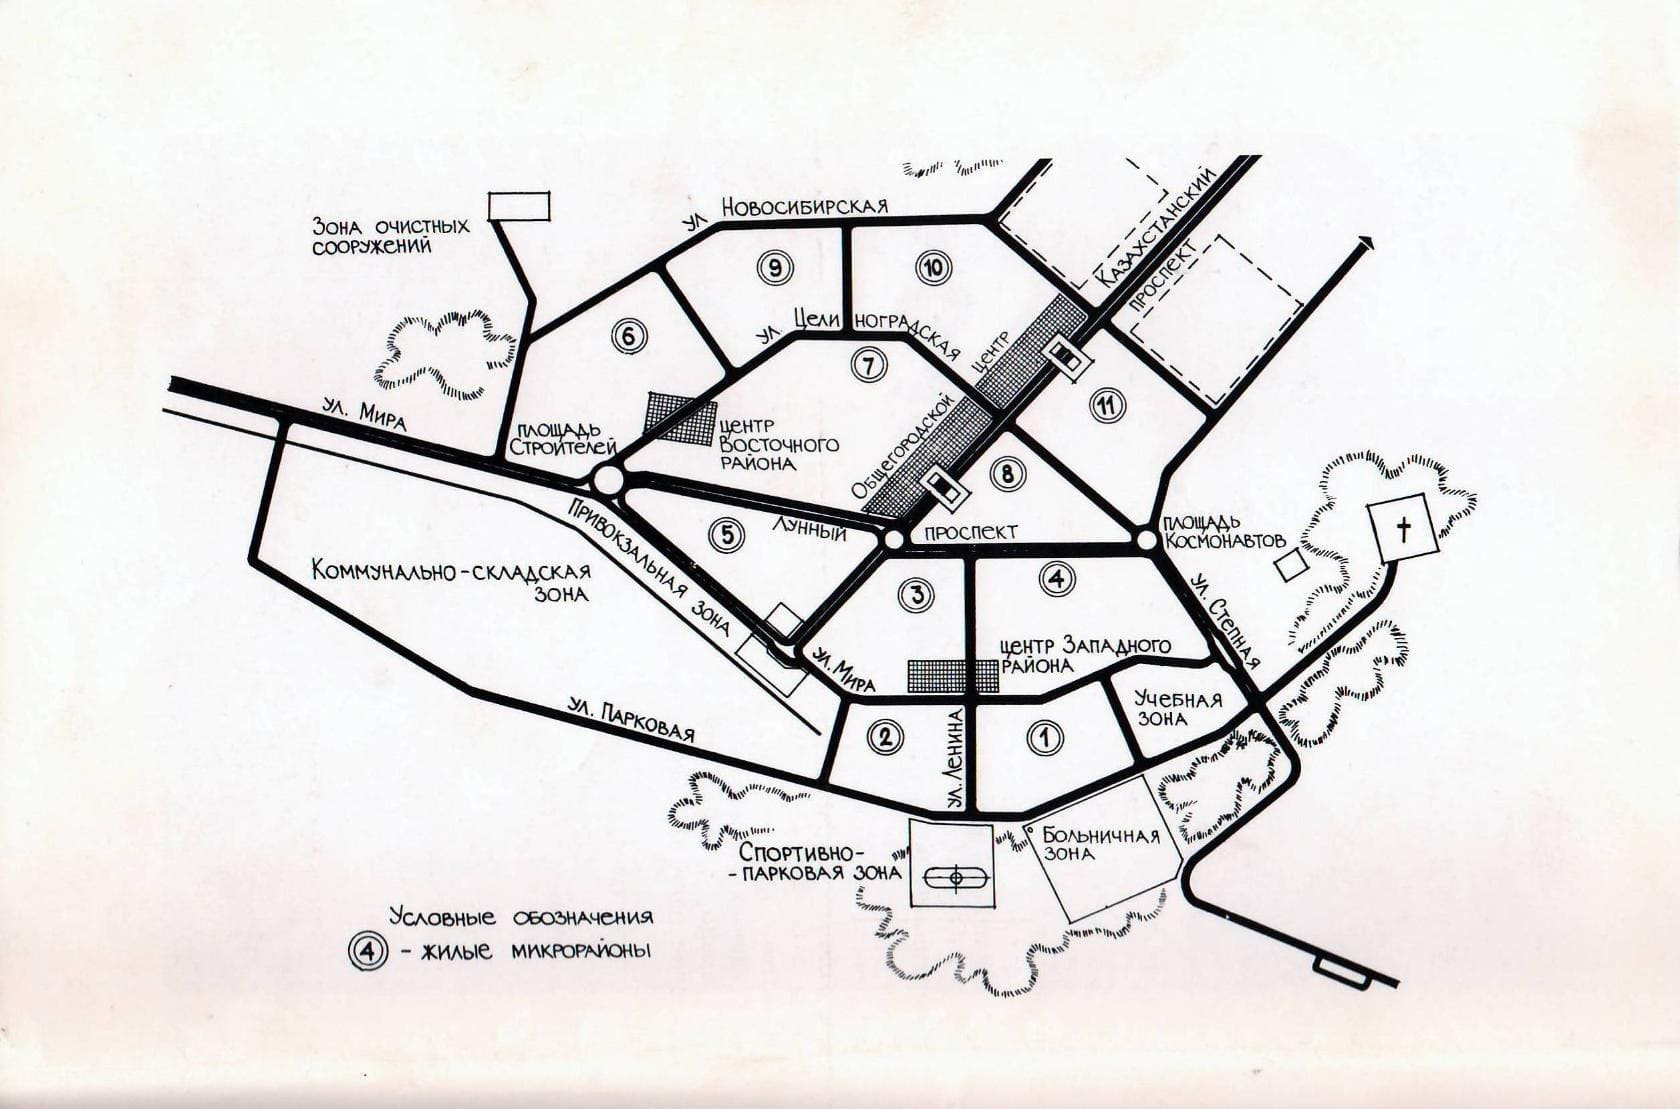 Зона очистных
сооружений
ул Новосибирская
Казахстанский
проспект
9
10
6
ул. Целиноградская
7
центр
Общегородской
11
ул. Мира
площадь
Строителей
центр
Восточного
района
8
5
Лунный
проспект
площадь
Космонавтов
Привокзальная зона
Коммунально-складская
зона
3
4
ул. Степная
центр Западного
района
ул. Мира
Учебная
зона
ул. Парковая
2
1
ул. Ленина
Больничная
зона
Спортивно-
-парковая зона
Условные обозначения
4 - жилые микрорайоны